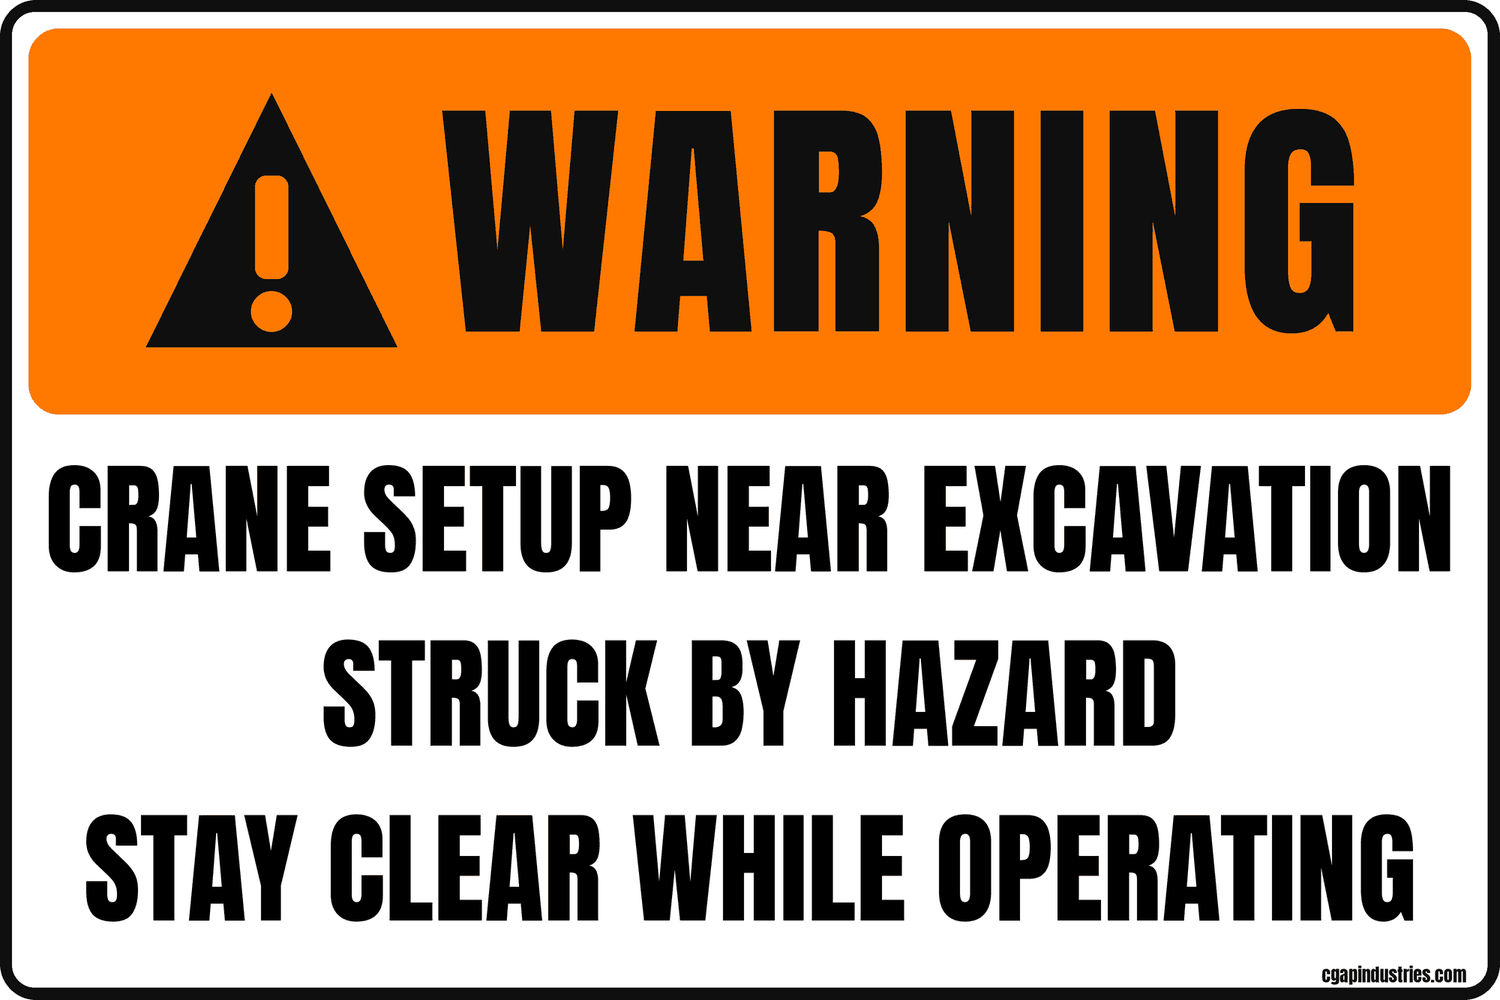 WARNING
CRANE SETUP NEAR EXCAVATION
STRUCK BY HAZARD
STAY CLEAR WHILE OPERATING
cgapindustries.com